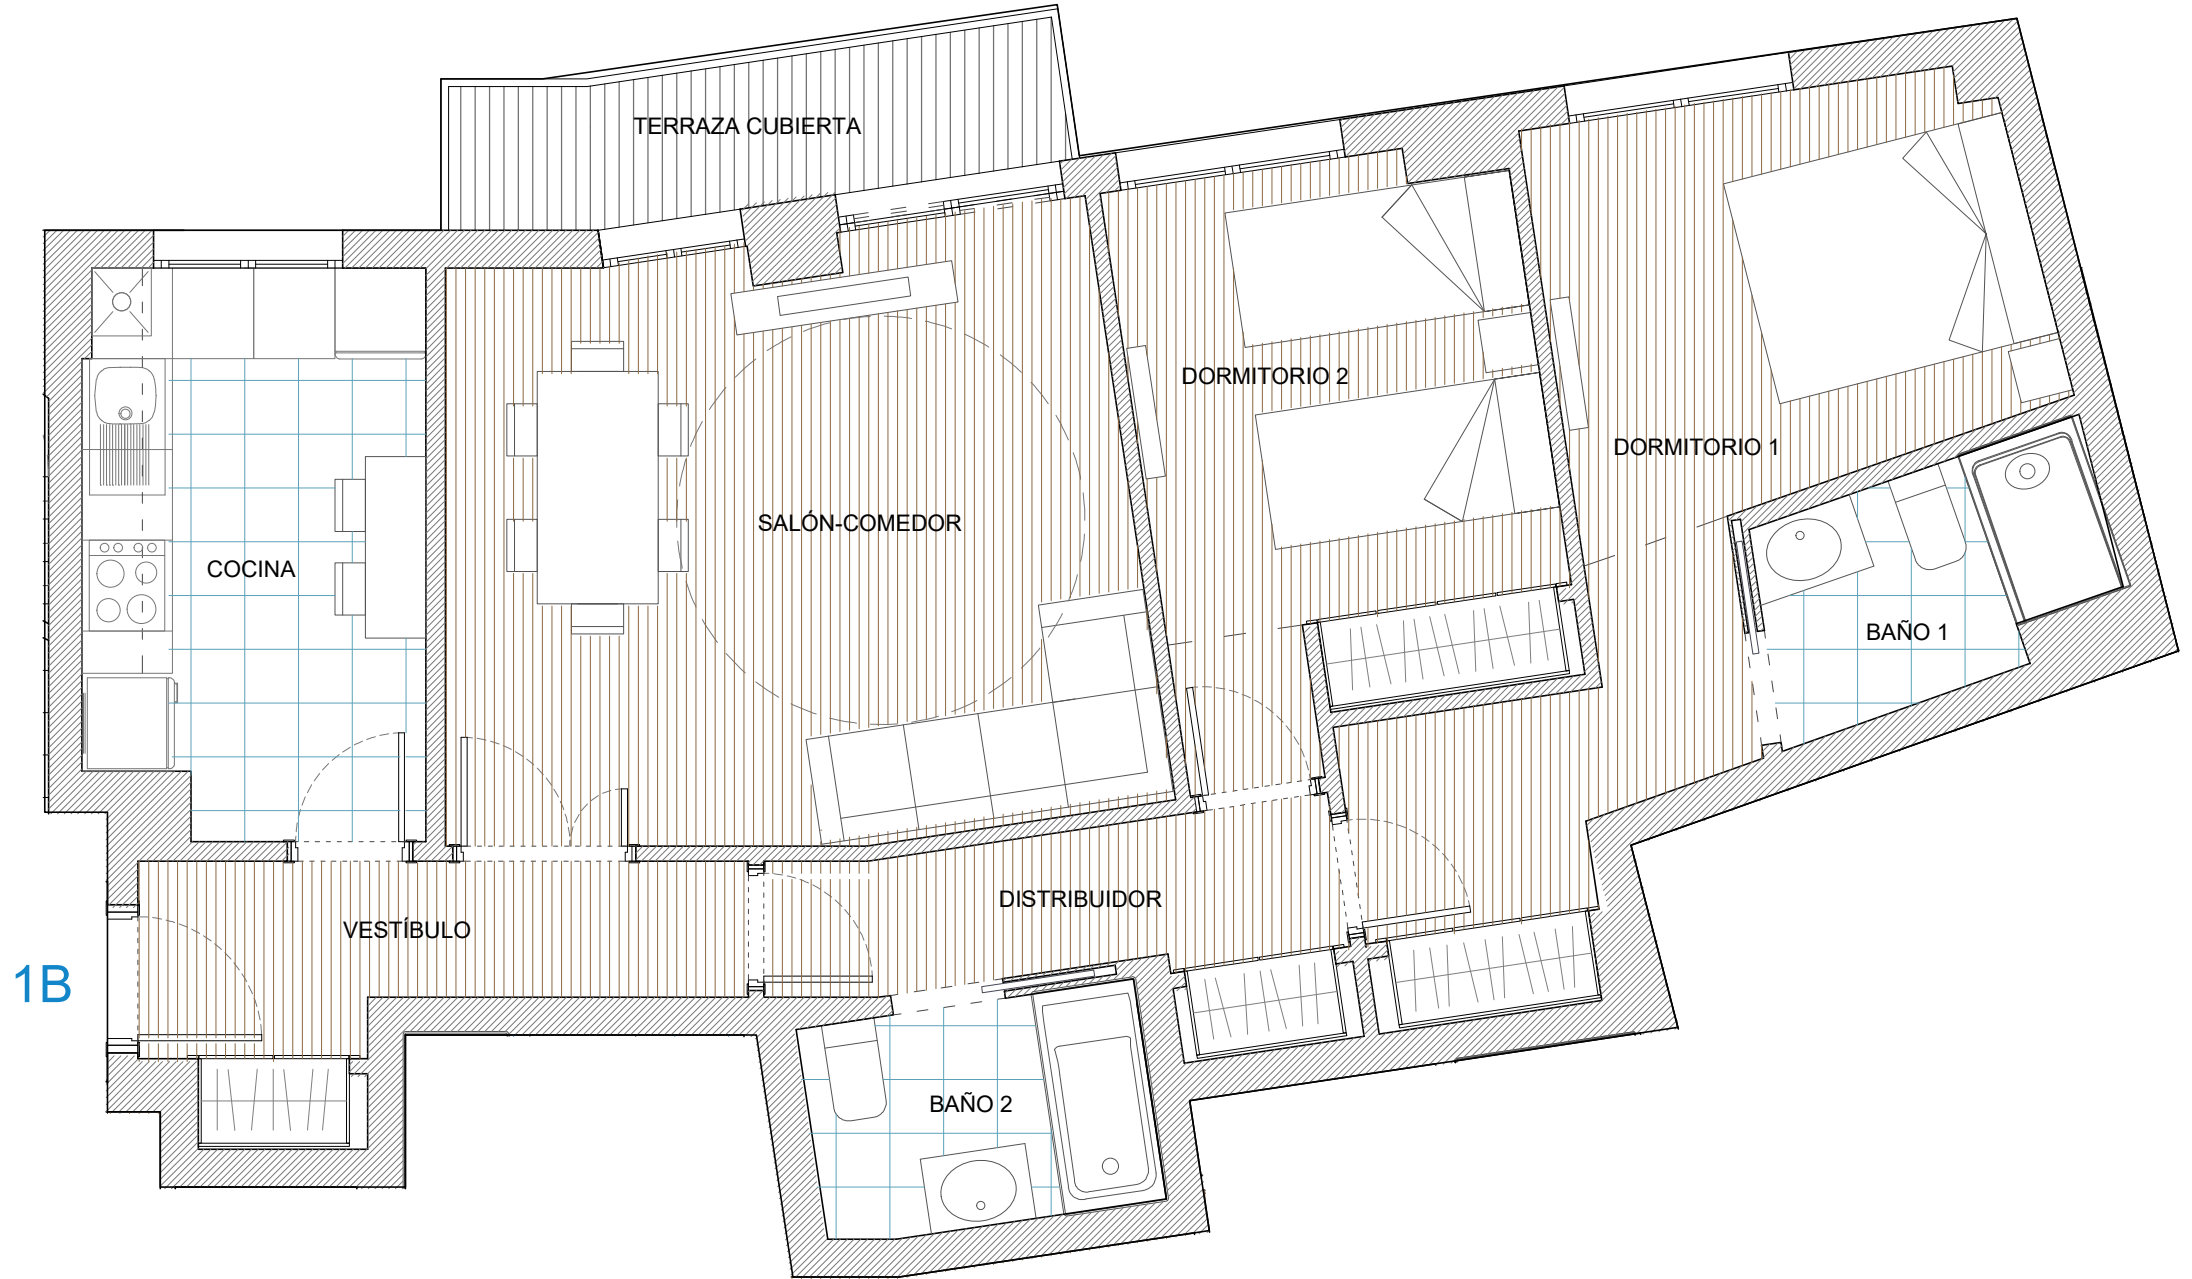 TERRAZA CUBIERTA
DORMITORIO 2
DORMITORIO 1
SALÓN-COMEDOR
COCINA
BAÑO 1
DISTRIBUIDOR
VESTÍBULO
1B
BAÑO 2